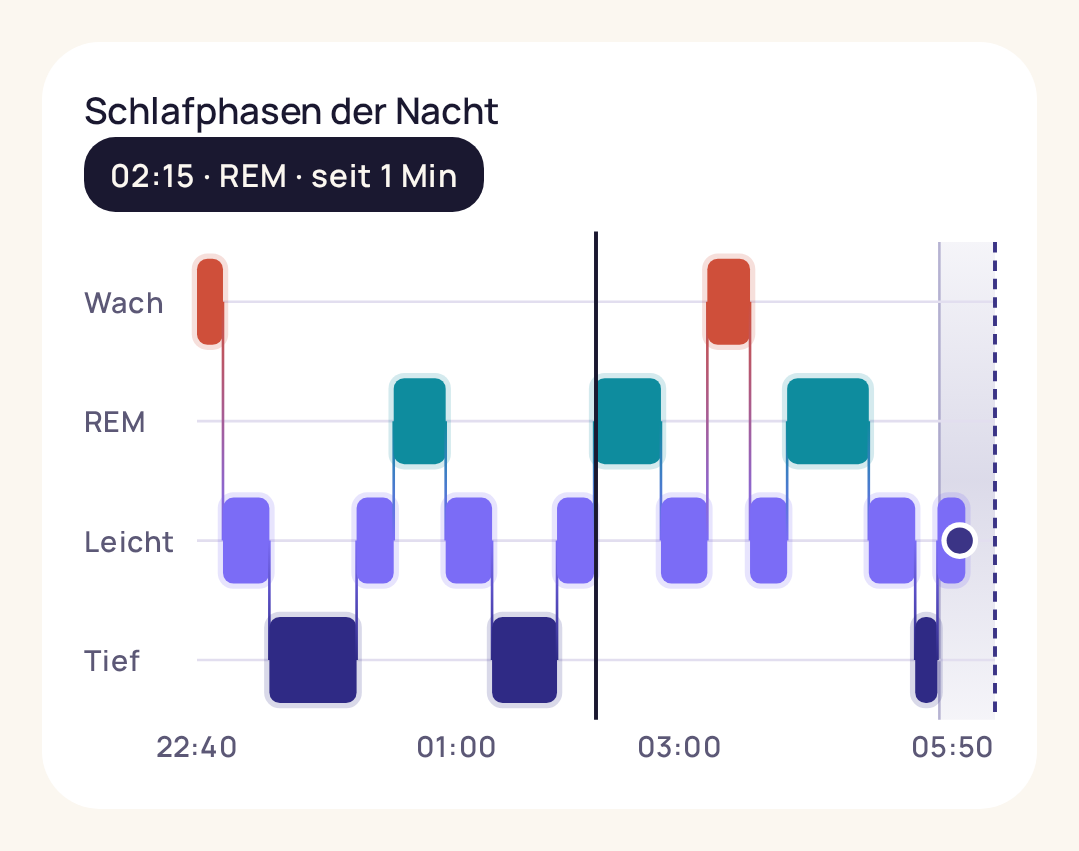 Schlafphasen der Nacht
02:15 · REM · seit 1 Min
Wach
REM
Leicht
Tief
22:40 01:00 03:00 05:50